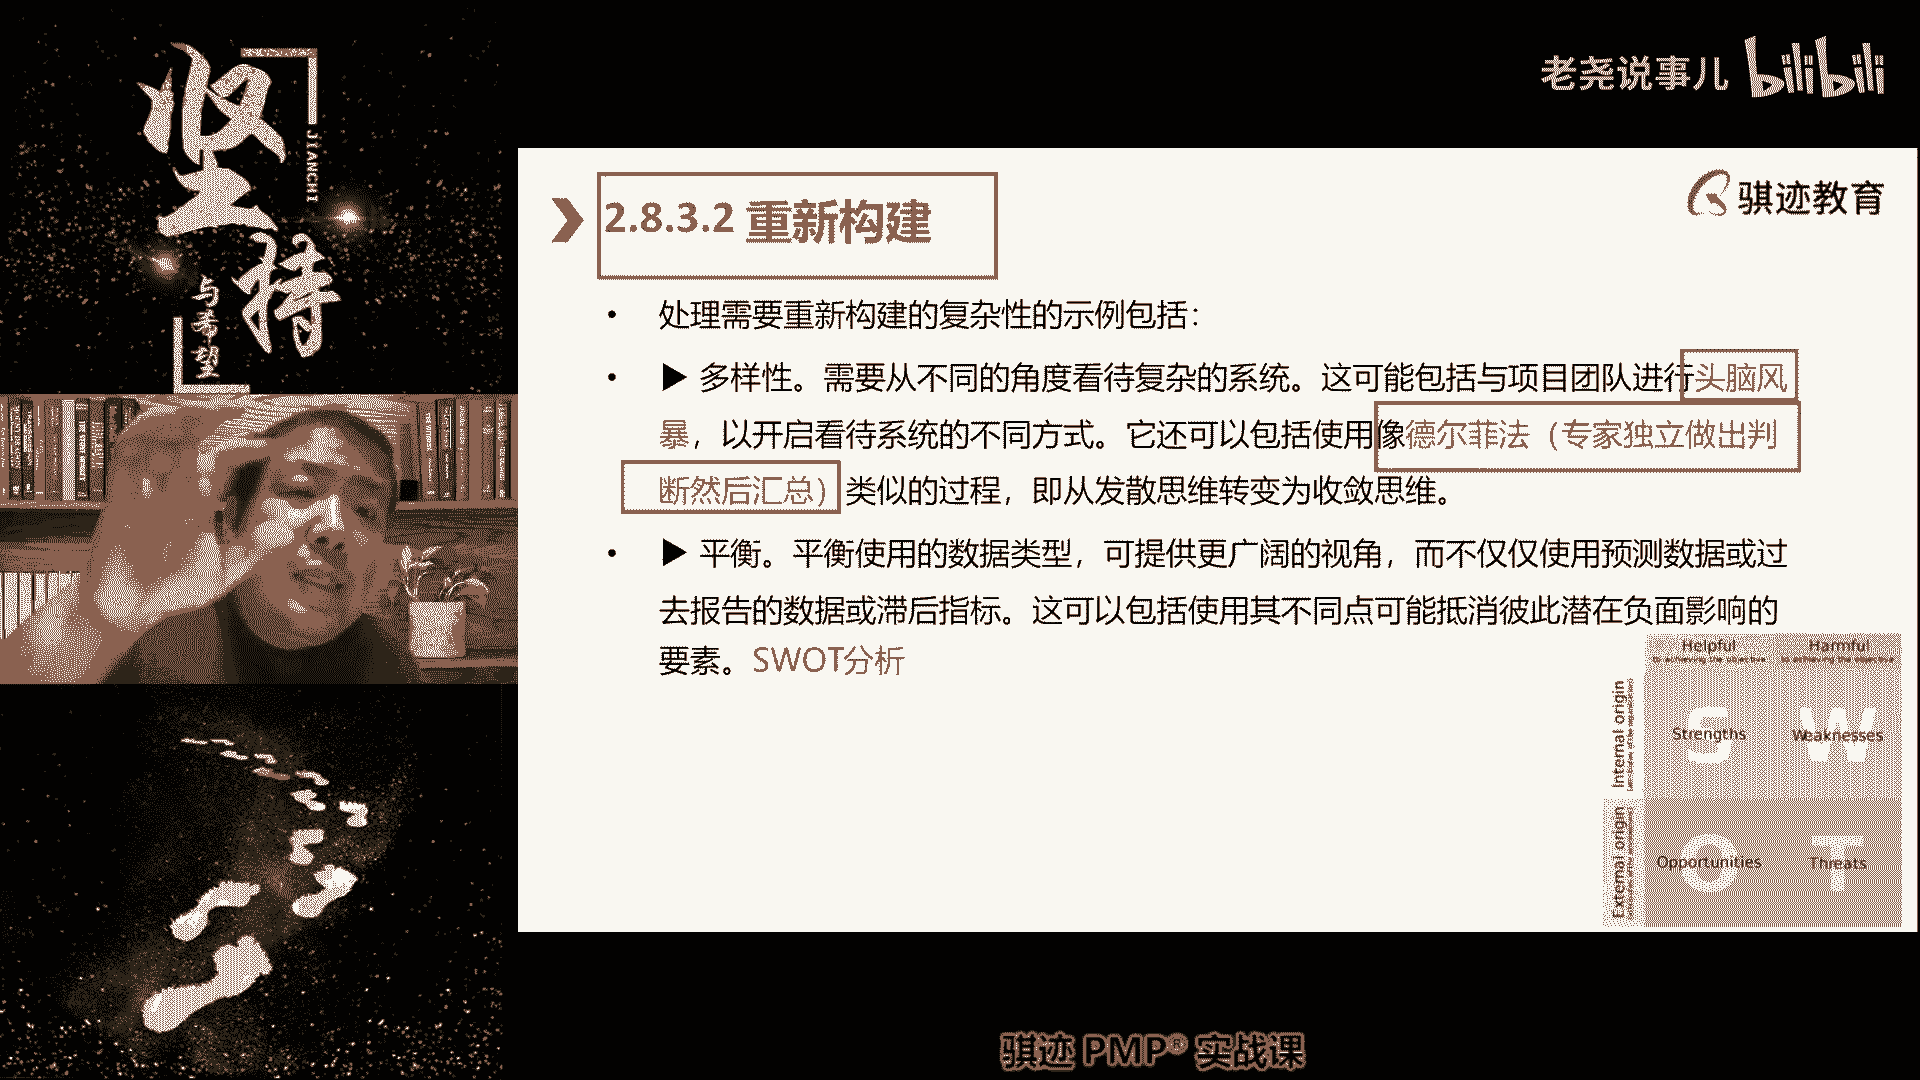 坚持
JIANCHI
与希望
老尧说事儿 bilibili
骐迹教育
2.8.3.2 重新构建
• 处理需要重新构建的复杂性的示例包括：
• ▶ 多样性。需要从不同的角度看待复杂的系统。这可能包括与项目团队进行头脑风
暴，以开启看待系统的不同方式。它还可以包括使用像德尔菲法（专家独立做出判
断然后汇总）类似的过程，即从发散思维转变为收敛思维。
• ▶ 平衡。平衡使用的数据类型，可提供更广阔的视角，而不仅仅使用预测数据或过
去报告的数据或滞后指标。这可以包括使用其不同点可能抵消彼此潜在负面影响的
要素。SWOT分析
Helpful
to achieving the objective
Harmful
to achieving the objective
Internal origin
S
Strengths
W
Weaknesses
External origin
O
Opportunities
T
Threats
骐迹 PMP® 实战课